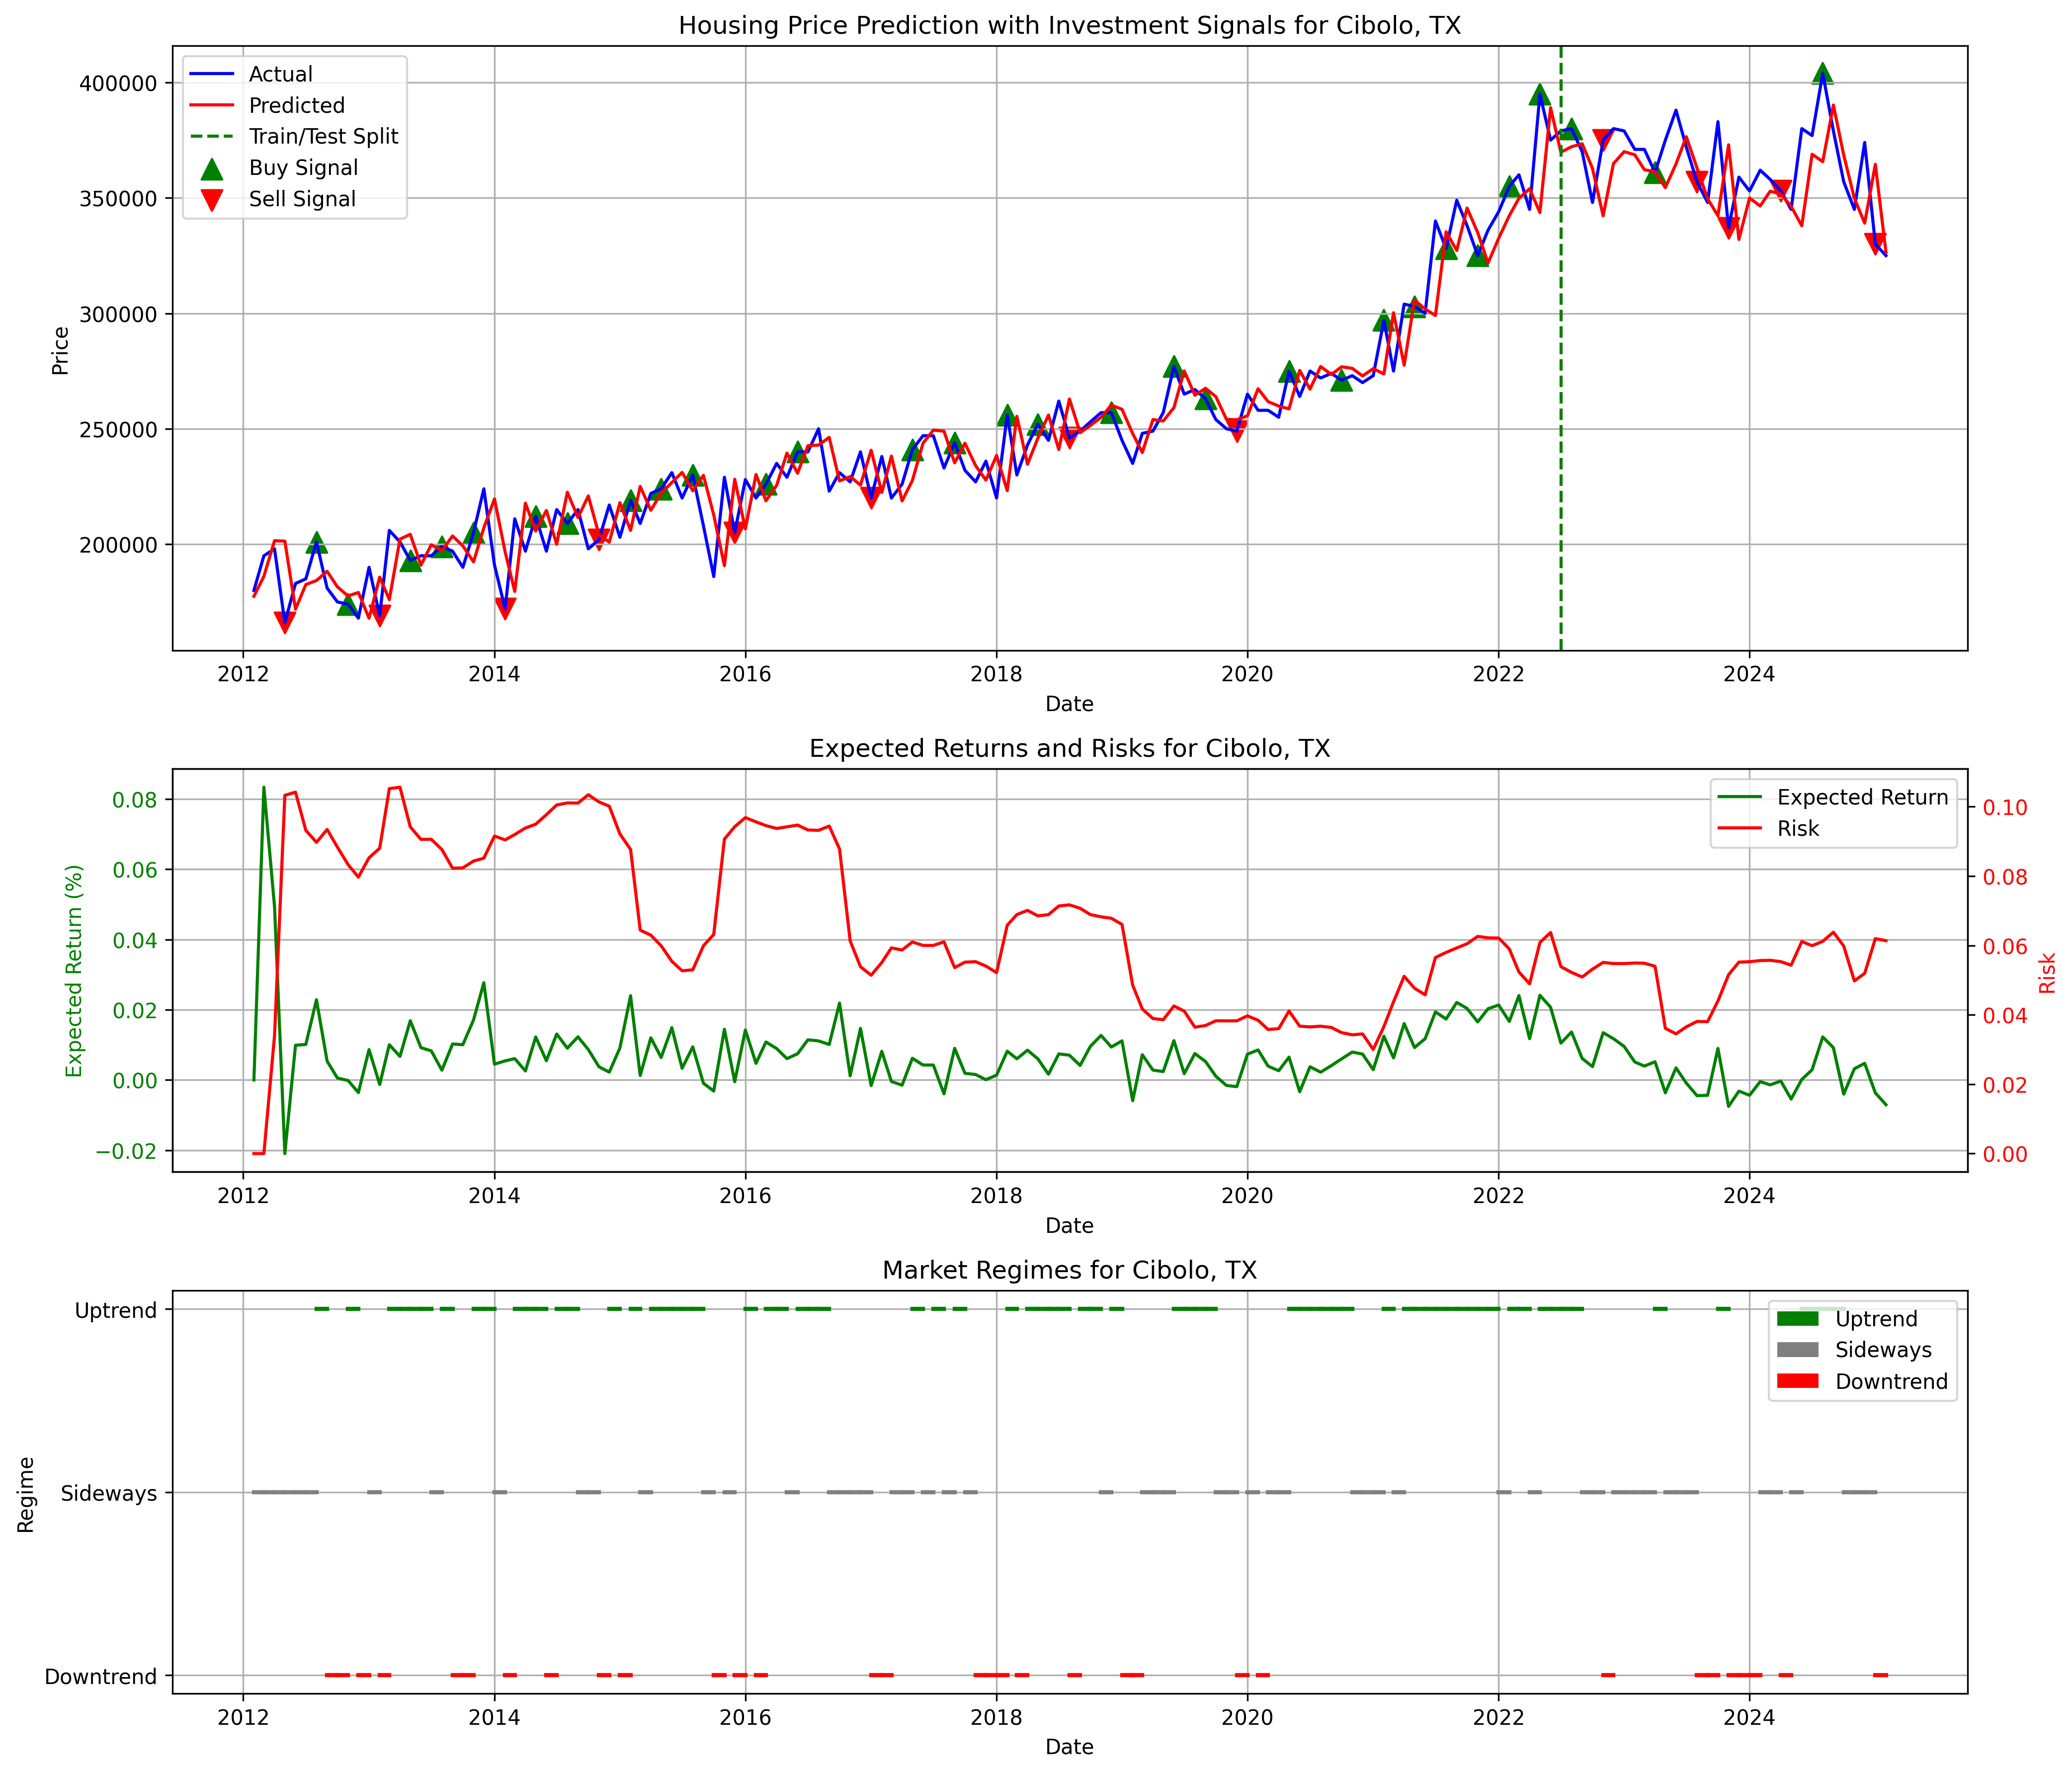 Housing Price Prediction with Investment Signals for Cibolo, TX
Actual
Predicted
Train/Test Split
Buy Signal
Sell Signal
400000
350000
300000
250000
200000
Price
2012 2014 2016 2018 2020 2022 2024
Date
Expected Returns and Risks for Cibolo, TX
Expected Return
Risk
0.08
0.06
0.04
0.02
0.00
−0.02
Expected Return (%)
0.10
0.08
0.06
0.04
0.02
0.00
Risk
2012 2014 2016 2018 2020 2022 2024
Date
Market Regimes for Cibolo, TX
Uptrend
Sideways
Downtrend
Regime
Uptrend
Sideways
Downtrend
2012 2014 2016 2018 2020 2022 2024
Date